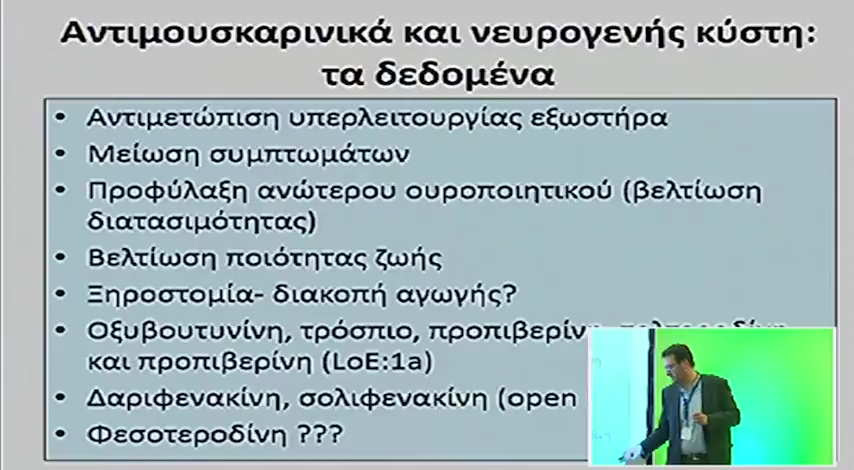 Αντιμουσκαρινικά και νευρογενής κύστη:
τα δεδομένα
• Αντιμετώπιση υπερλειτουργίας εξωστήρα
• Μείωση συμπτωμάτων
• Προφύλαξη ανώτερου ουροποιητικού (βελτίωση
διατασιμότητας)
• Βελτίωση ποιότητας ζωής
• Ξηροστομία- διακοπή αγωγής?
• Οξυβουτυνίνη, τρόσπιο, προπιβερίνη,
και προπιβερίνη (LoE:1a)
• Δαριφενακίνη, σολιφενακίνη (open
• Φεσοτεροδίνη ???